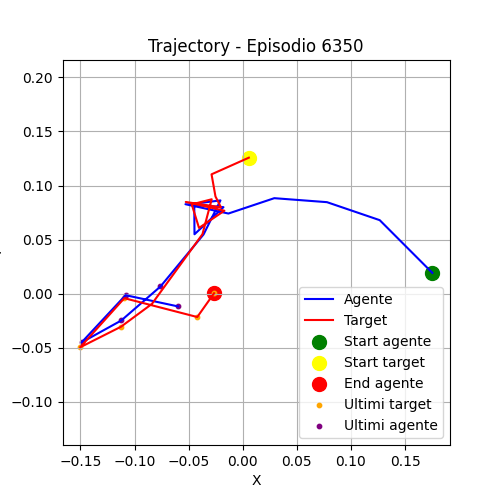 Trajectory - Episodio 6350
0.20
0.15
0.10
0.05
0.00
−0.05
−0.10
−0.15
−0.10
−0.05
0.00
0.05
0.10
0.15
X
Agente
Target
Start agente
Start target
End agente
Ultimi target
Ultimi agente